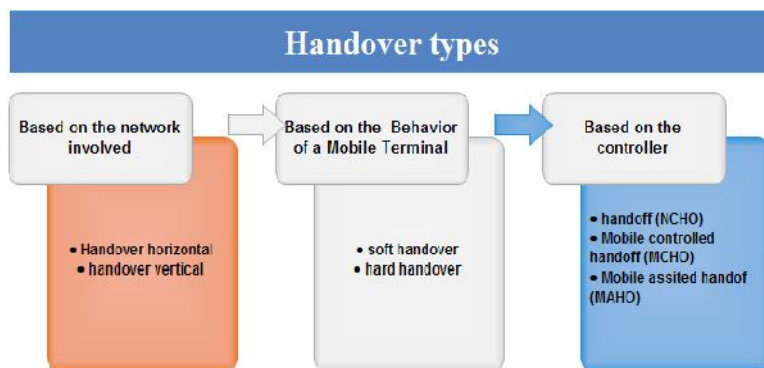 Handover types
Based on the network
involved
Based on the Behavior
of a Mobile Terminal
Based on the
controller
• Handover horizontal
• handover vertical
• soft handover
• hard handover
• handoff (NCHO)
• Mobile controlled
handoff (MCHO)
• Mobile assited handof
(MAHO)